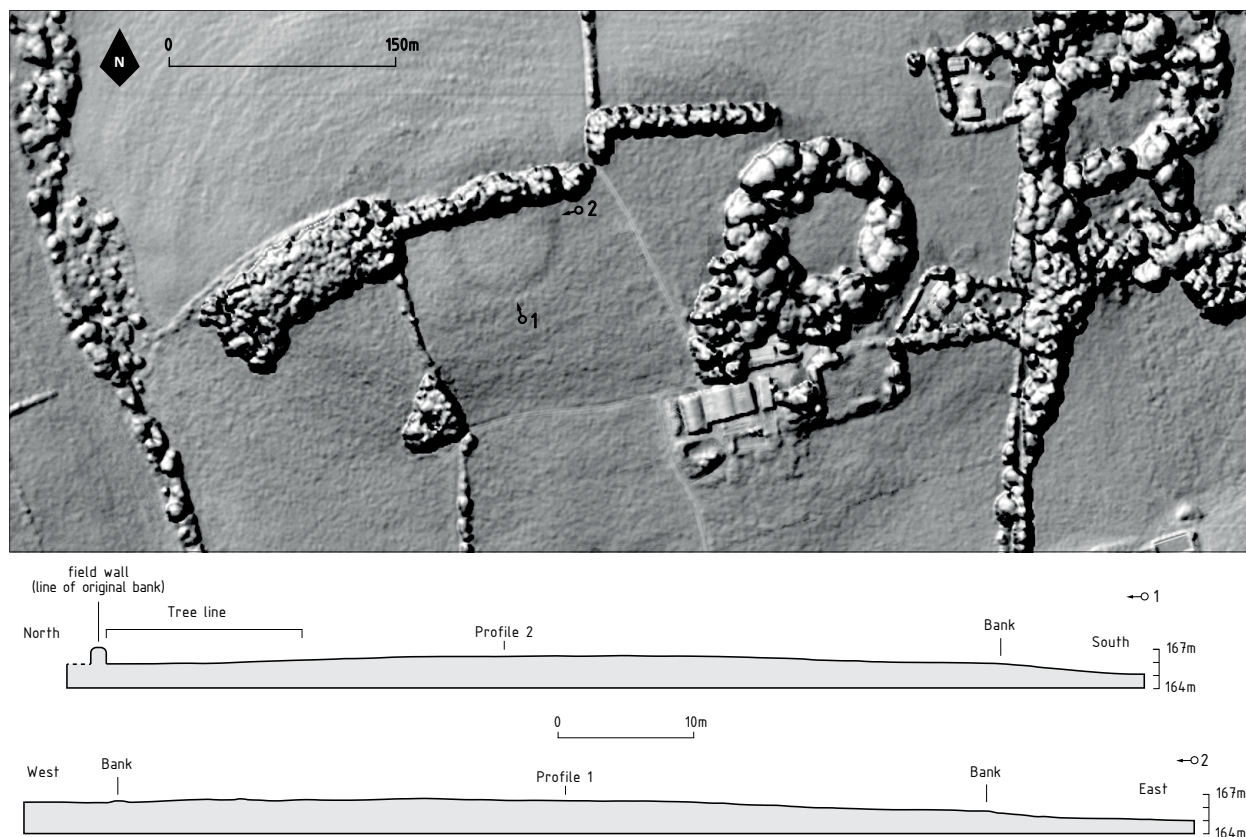 N
0 150m
2
1
field wall
(line of original bank)
Tree line
North
Profile 2
Bank
South
1
167m
164m
0 10m
West
Bank
Profile 1
Bank
East
2
167m
164m